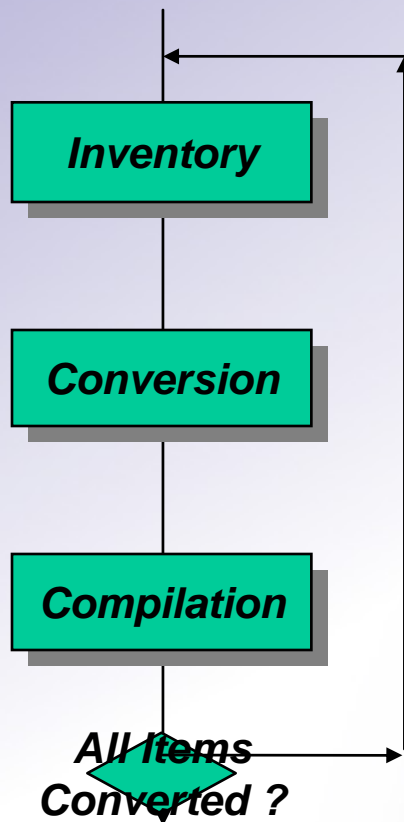 Inventory
Conversion
Compilation
All Items
Converted ?